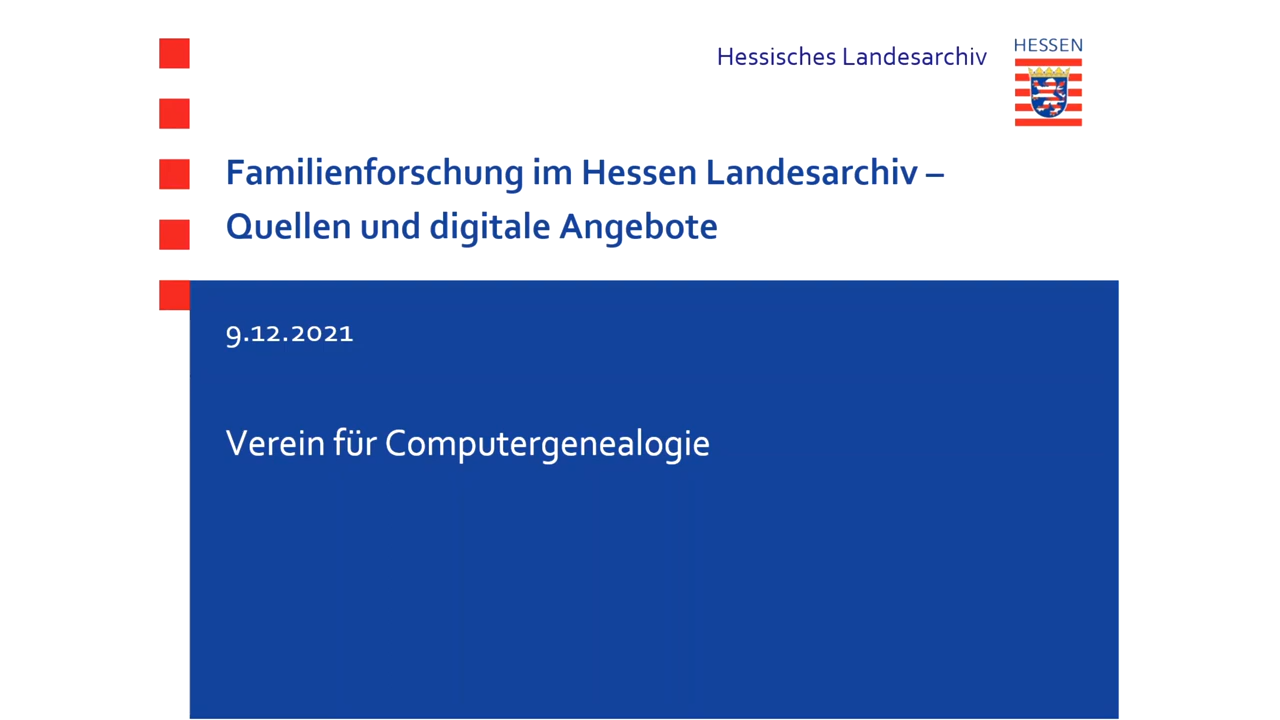 Hessisches Landesarchiv
HESSEN
Familienforschung im Hessen Landesarchiv –
Quellen und digitale Angebote
9.12.2021
Verein für Computergenealogie